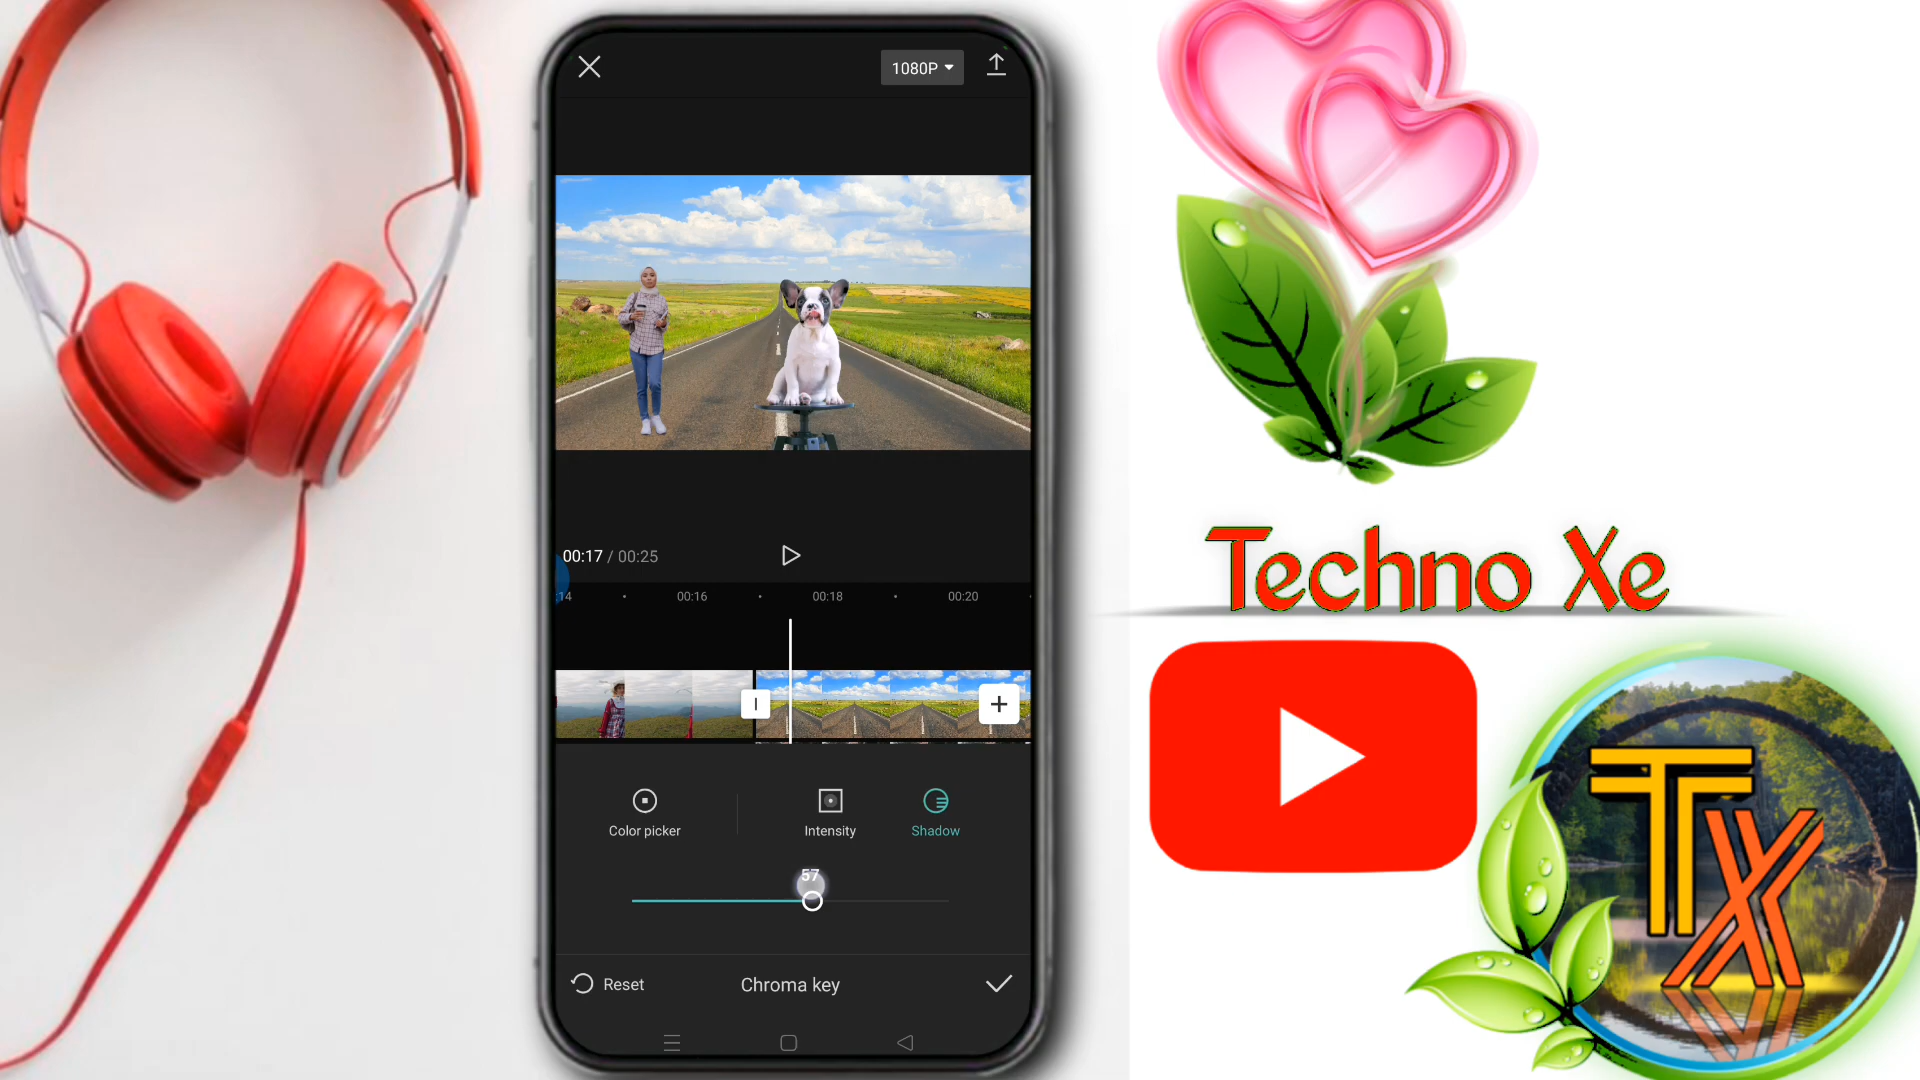 1080P
00:17 / 00:25
:14
00:16
00:18
00:20
Color picker
Intensity
Shadow
57
Reset
Chroma key
Techno Xe
TX